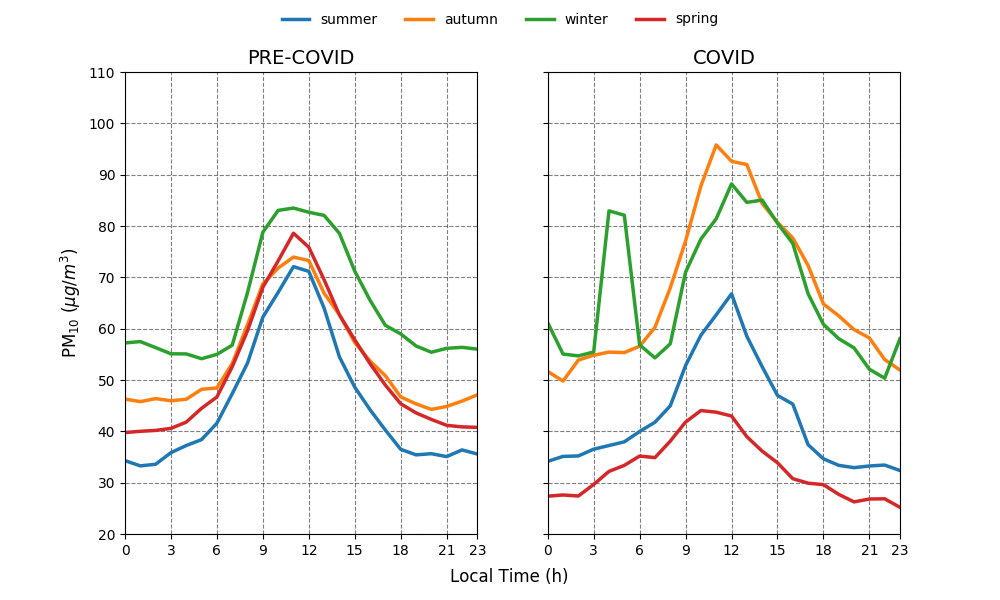 summer autumn winter spring
PRE-COVID COVID
110
100
90
80
70
60
50
40
30
20
PM₁₀ (μg/m³)
0 3 6 9 12 15 18 21 23 0 3 6 9 12 15 18 21 23
Local Time (h)